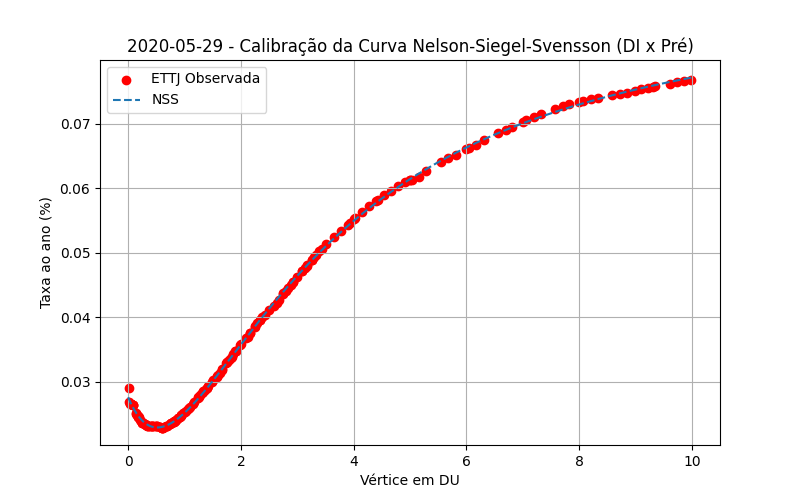 2020-05-29 - Calibração da Curva Nelson-Siegel-Svensson (DI x Pré)
ETTJ Observada
NSS
Taxa ao ano (%)
0.07
0.06
0.05
0.04
0.03
0 2 4 6 8 10
Vértice em DU